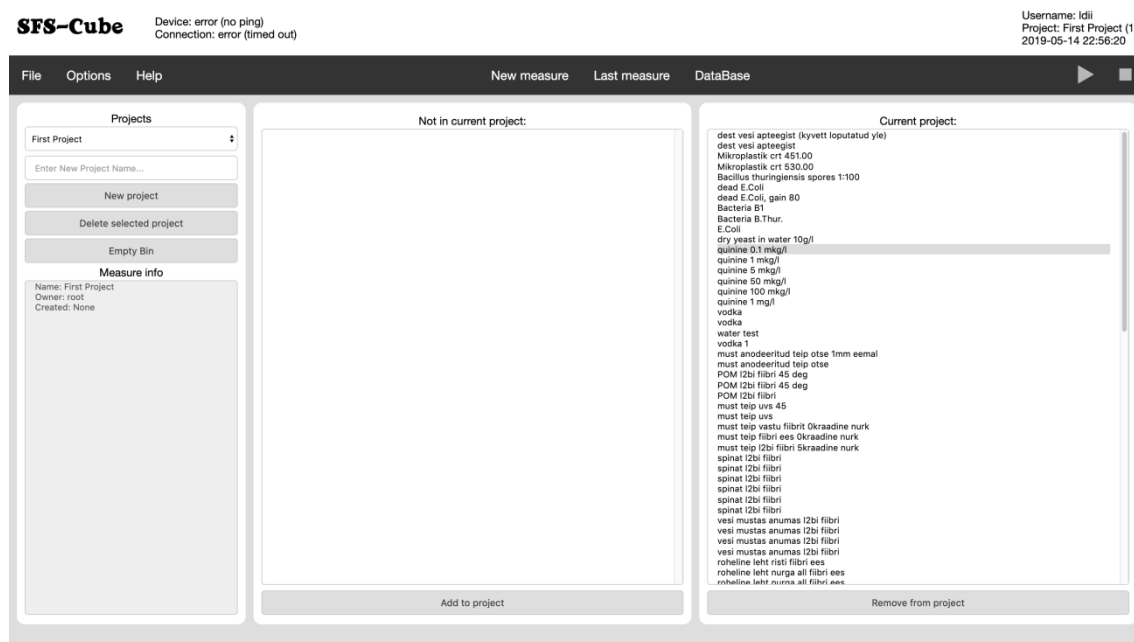 SFS-Cube
Device: error (no ping)
Connection: error (timed out)
Username: ldii
Project: First Project (1
2019-05-14 22:56:20
File Options Help New measure Last measure DataBase
Projects
First Project
Enter New Project Name...
New project
Delete selected project
Empty Bin
Measure info
Name: First Project
Owner: root
Created: None
Not in current project:
Add to project
Current project:
dest vesi apteegist (kyvett loputatud yle)
dest vesi apteegist
Mikroplastik crt 451.00
Mikroplastik crt 530.00
Bacillus thuringiensis spores 1:100
dead E.Coli
dead E.Coli, gain 80
Bacteria B1
Bacteria B.Thur.
E.Coli
dry yeast in water 10g/l
quinine 0.1 mkg/l
quinine 1 mkg/l
quinine 5 mkg/l
quinine 50 mkg/l
quinine 100 mkg/l
quinine 1 mg/l
vodka
vodka
water test
vodka 1
must anodeeritud teip otse 1mm eemal
must anodeeritud teip otse
POM l2bi fiibri 45 deg
POM l2bi fiibri 45 deg
POM l2bi fiibri
must teip uvs 45
must teip uvs
must teip vastu fiibrit 0kraadine nurk
must teip fiibri ees 0kraadine nurk
must teip l2bi fiibri 5kraadine nurk
spinat l2bi fiibri
spinat l2bi fiibri
spinat l2bi fiibri
spinat l2bi fiibri
spinat l2bi fiibri
spinat l2bi fiibri
vesi mustas anumas l2bi fiibri
vesi mustas anumas l2bi fiibri
vesi mustas anumas l2bi fiibri
vesi mustas anumas l2bi fiibri
roheline leht risti fiibri ees
roheline leht nurga all fiibri ees
roheline leht nurga all fiibri ees
Remove from project